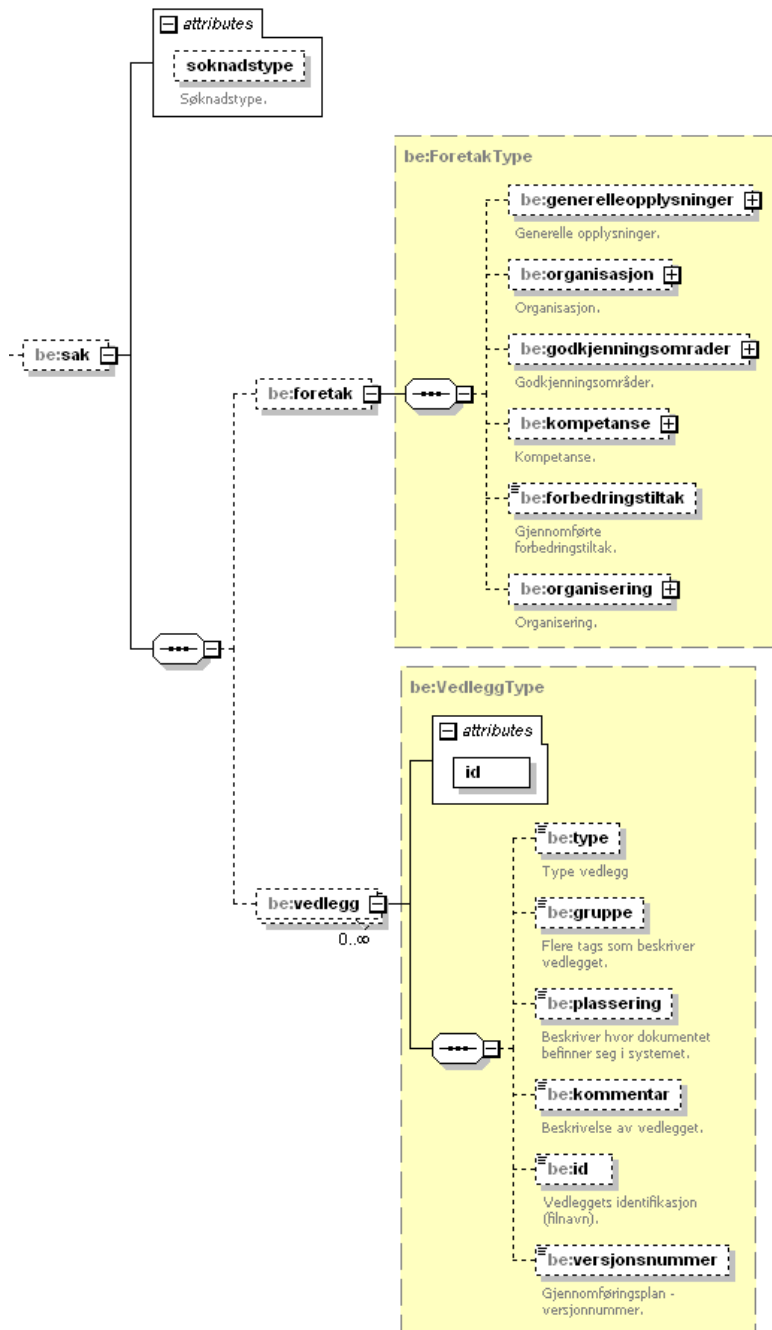 attributes
soknadstype
Søknadstype.
be:ForetakType
be:generelleopplysninger
Generelle opplysninger.
be:organisasjon
Organisasjon.
be:sak
be:godkjenningsomrader
Godkjenningsområder.
be:foretak
be:kompetanse
Kompetanse.
be:forbedringstiltak
Gjennomførte
forbedringstiltak.
be:organisering
Organisering.
be:VedleggType
attributes
id
be:type
Type vedlegg
be:vedlegg
0..∞
be:gruppe
Flere tags som beskriver
vedlegget.
be:plassering
Beskriver hvor dokumentet
befinner seg i systemet.
be:kommentar
Beskrivelse av vedlegget.
be:id
Vedleggets identifikasjon
(filnavn).
be:versjonsnummer
Gjennomføringsplan -
versjonnummer.